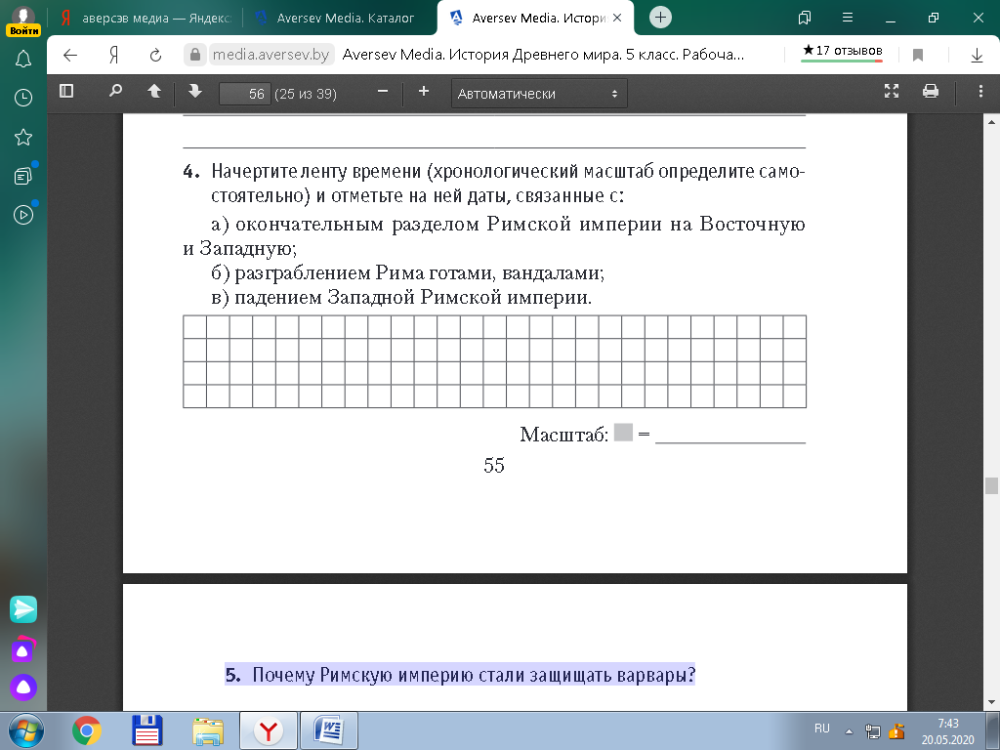 Войти
Я аверсэв медиа — Яндекс
Aversev Media. Каталог
Aversev Media. Истори
media.aversev.by Aversev Media. История Древнего мира. 5 класс. Рабоча...
★17 отзывов
56 (25 из 39)
Автоматически
4. Начертите ленту времени (хронологический масштаб определите само-
стоятельно) и отметьте на ней даты, связанные с:
а) окончательным разделом Римской империи на Восточную
и Западную;
б) разграблением Рима готами, вандалами;
в) падением Западной Римской империи.
Масштаб: =
55
5. Почему Римскую империю стали защищать варвары?
RU
7:43
20.05.2020